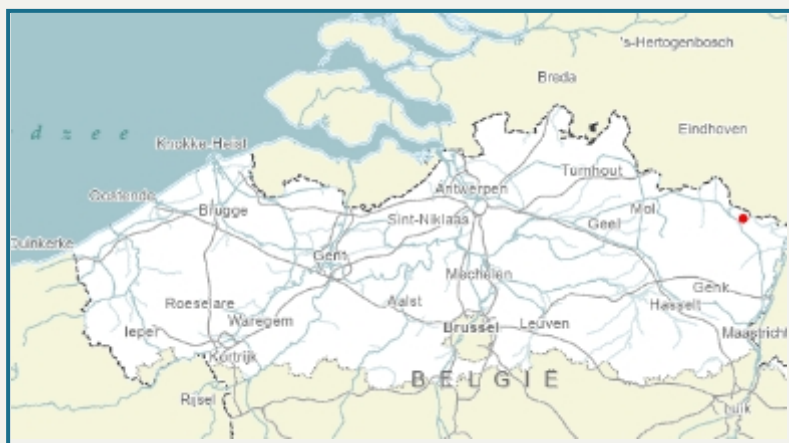 's-Hertogenbosch
Breda
Eindhoven
d z e e
Knokke-Heist
Turnhout
Antwerpen
Oostende
Brugge
Sint-Niklaas
Geel
Mol
Duinkerke
Gent
Mechelen
Genk
Roeselare
Aalst
Hasselt
Ieper
Waregem
Brussel
Leuven
Maastricht
Kortrijk
BELGIË
Rijsel
Luik